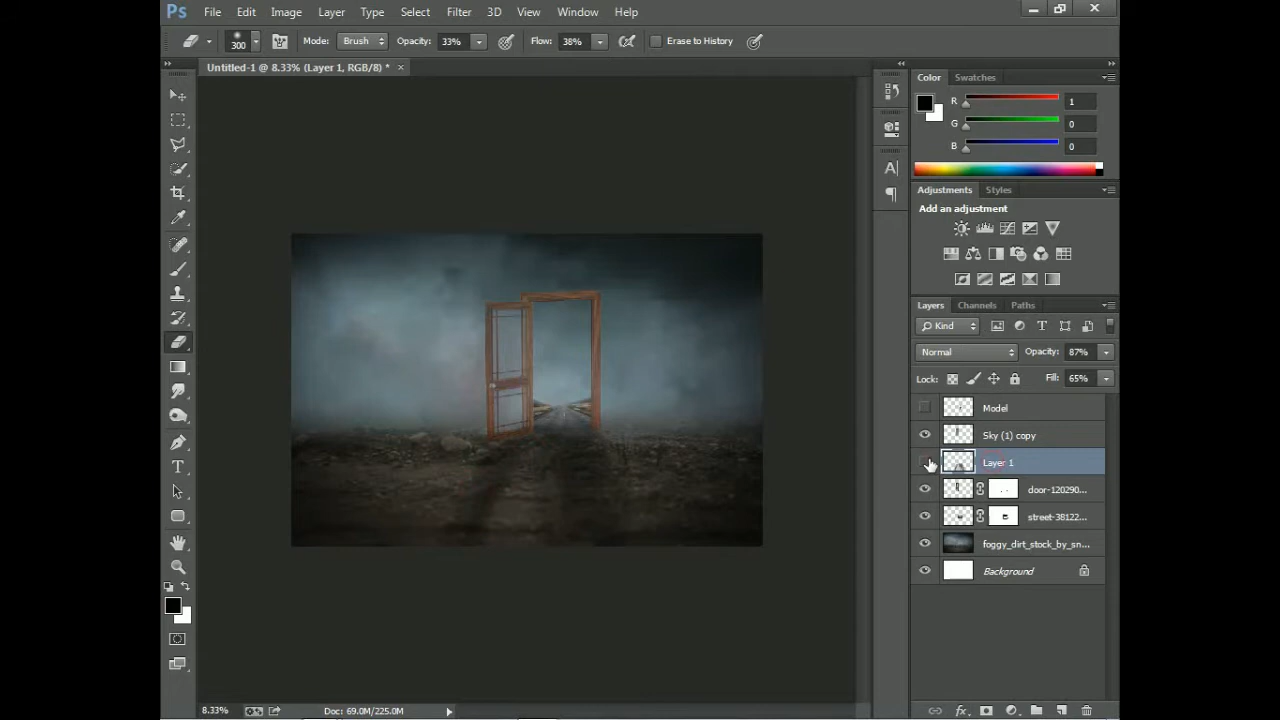 Ps File Edit Image Layer Type Select Filter 3D View Window Help
300 Mode: Brush Opacity: 33% Flow: 38% Erase to History
Untitled-1 @ 8.33% (Layer 1, RGB/8) * ×
Color Swatches
R 1
G 0
B 0
Adjustments Styles
Add an adjustment
Layers Channels Paths
Kind
Normal Opacity: 87%
Lock: Fill: 65%
Model
Sky (1) copy
Layer 1
door-120290...
street-38122...
foggy_dirt_stock_by_sn...
Background
8.33% Doc: 69.0M/225.0M